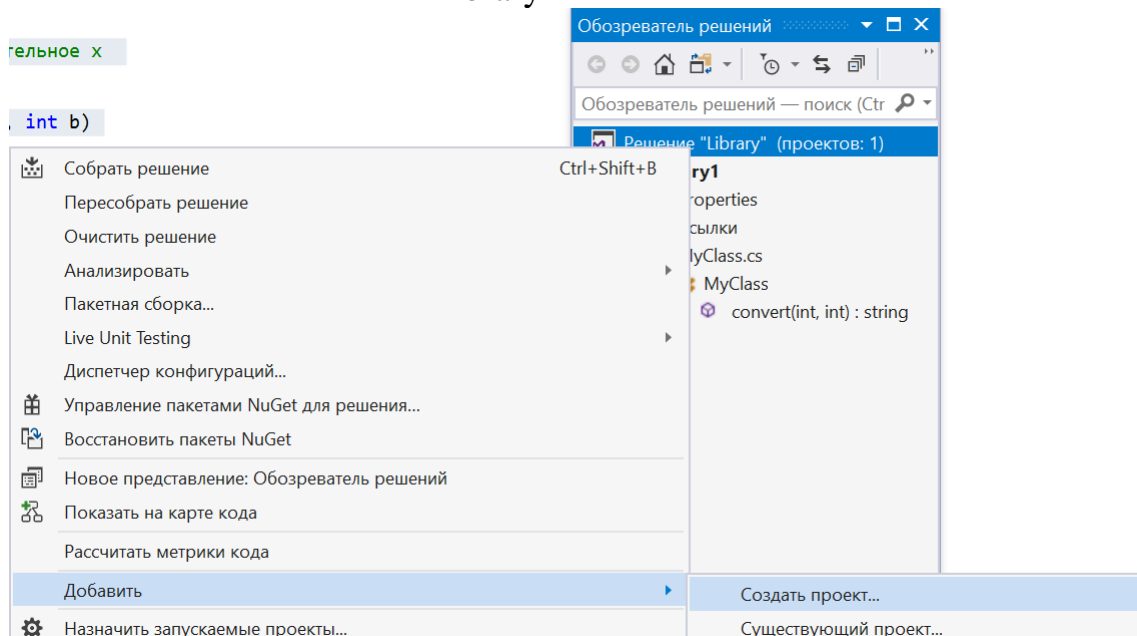 Обозреватель решений
тельное x
Обозреватель решений — поиск (Ctr
, int b)
Решение "Library" (проектов: 1)
Собрать решение Ctrl+Shift+B
ry1
Пересобрать решение
roperties
Очистить решение
сылки
Анализировать
lyClass.cs
MyClass
Пакетная сборка...
convert(int, int) : string
Live Unit Testing
Диспетчер конфигураций...
Управление пакетами NuGet для решения...
Восстановить пакеты NuGet
Новое представление: Обозреватель решений
Показать на карте кода
Рассчитать метрики кода
Добавить
Создать проект...
Назначить запускаемые проекты...
Существующий проект...